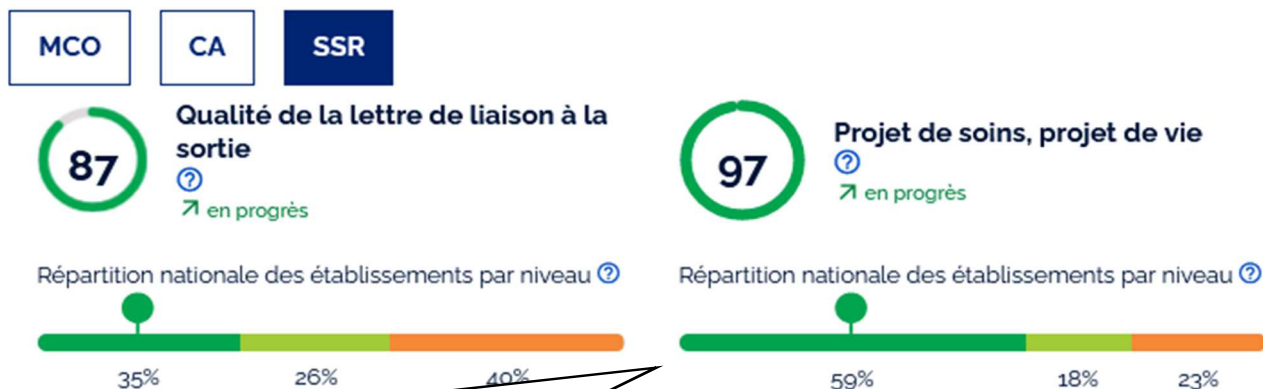 MCO CA SSR
87
Qualité de la lettre de liaison à la
sortie
?
↗ en progrès
Répartition nationale des établissements par niveau ?
35% 26% 40%
97
Projet de soins, projet de vie
?
↗ en progrès
Répartition nationale des établissements par niveau ?
59% 18% 23%